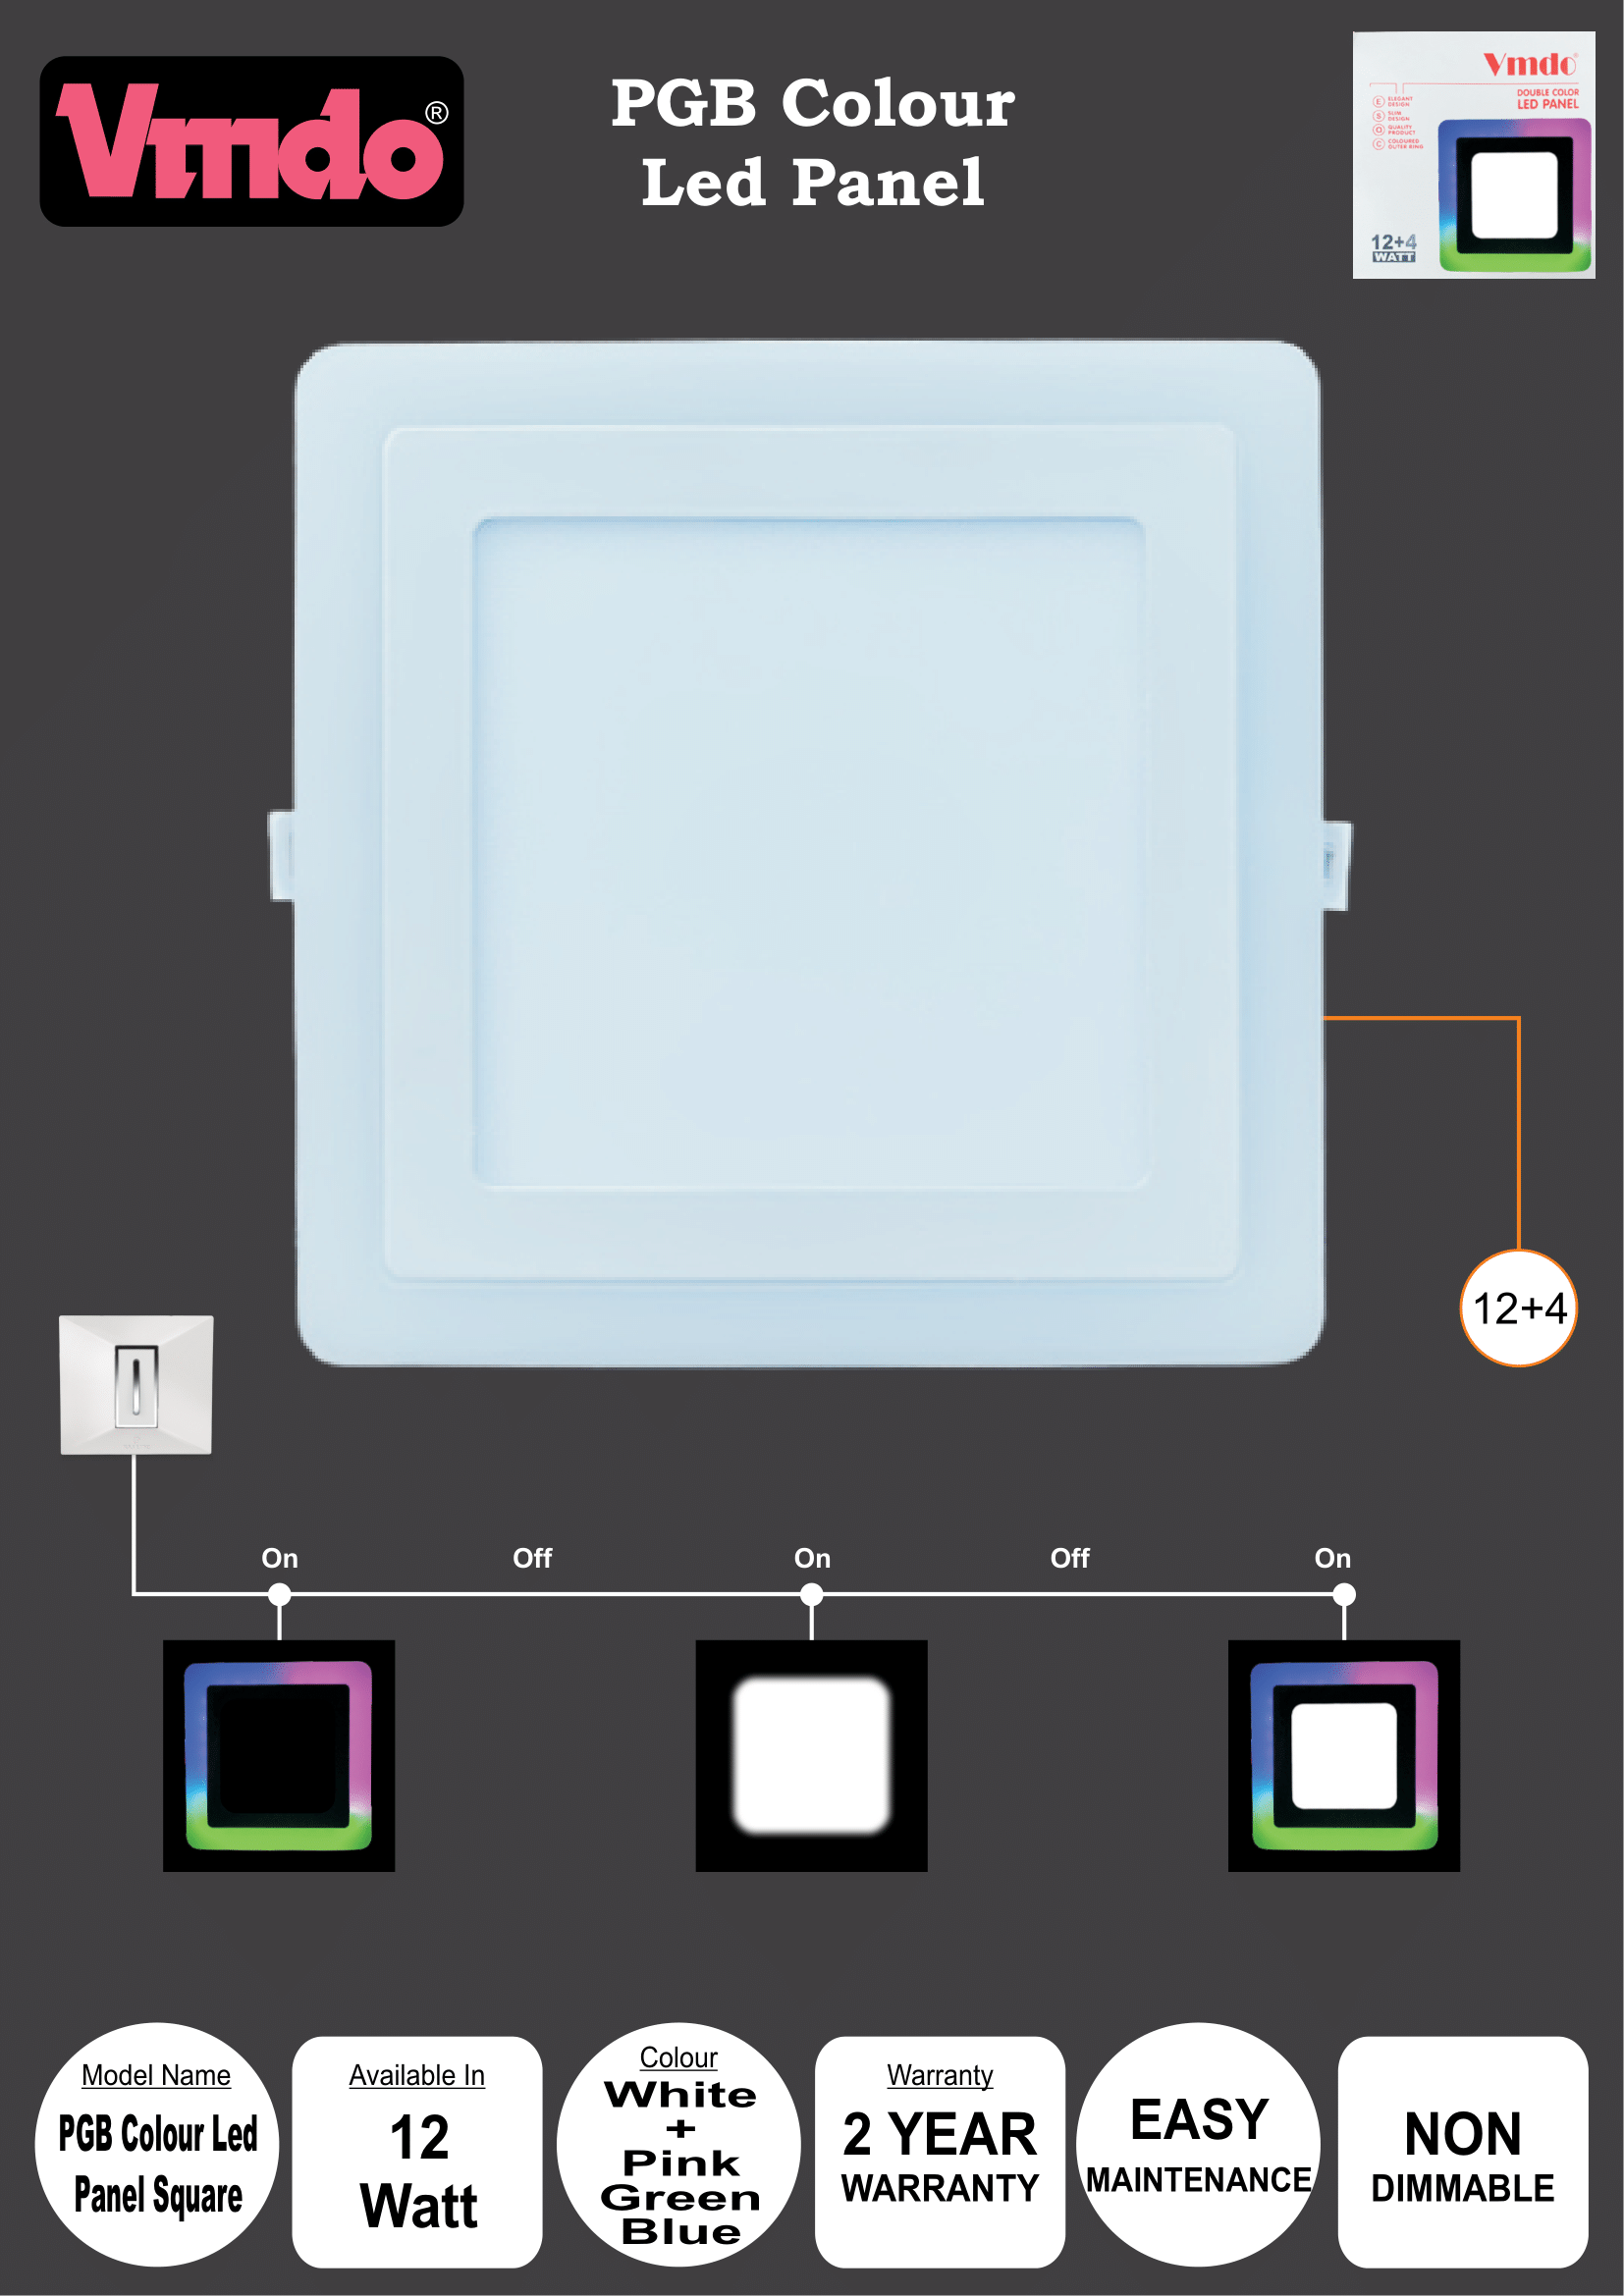 Vmdo®
PGB Colour
Led Panel
Vmdo
DOUBLE COLOR
LED PANEL
E ELEGANT
DESIGN
S SLIM
DESIGN
Q QUALITY
PRODUCT
C COLOURED
OUTER RING
12+4
WATT
12+4
On Off On Off On
Model Name
PGB Colour Led
Panel Square
Available In
12
Watt
Colour
White
+
Pink
Green
Blue
Warranty
2 YEAR
WARRANTY
EASY
MAINTENANCE
NON
DIMMABLE